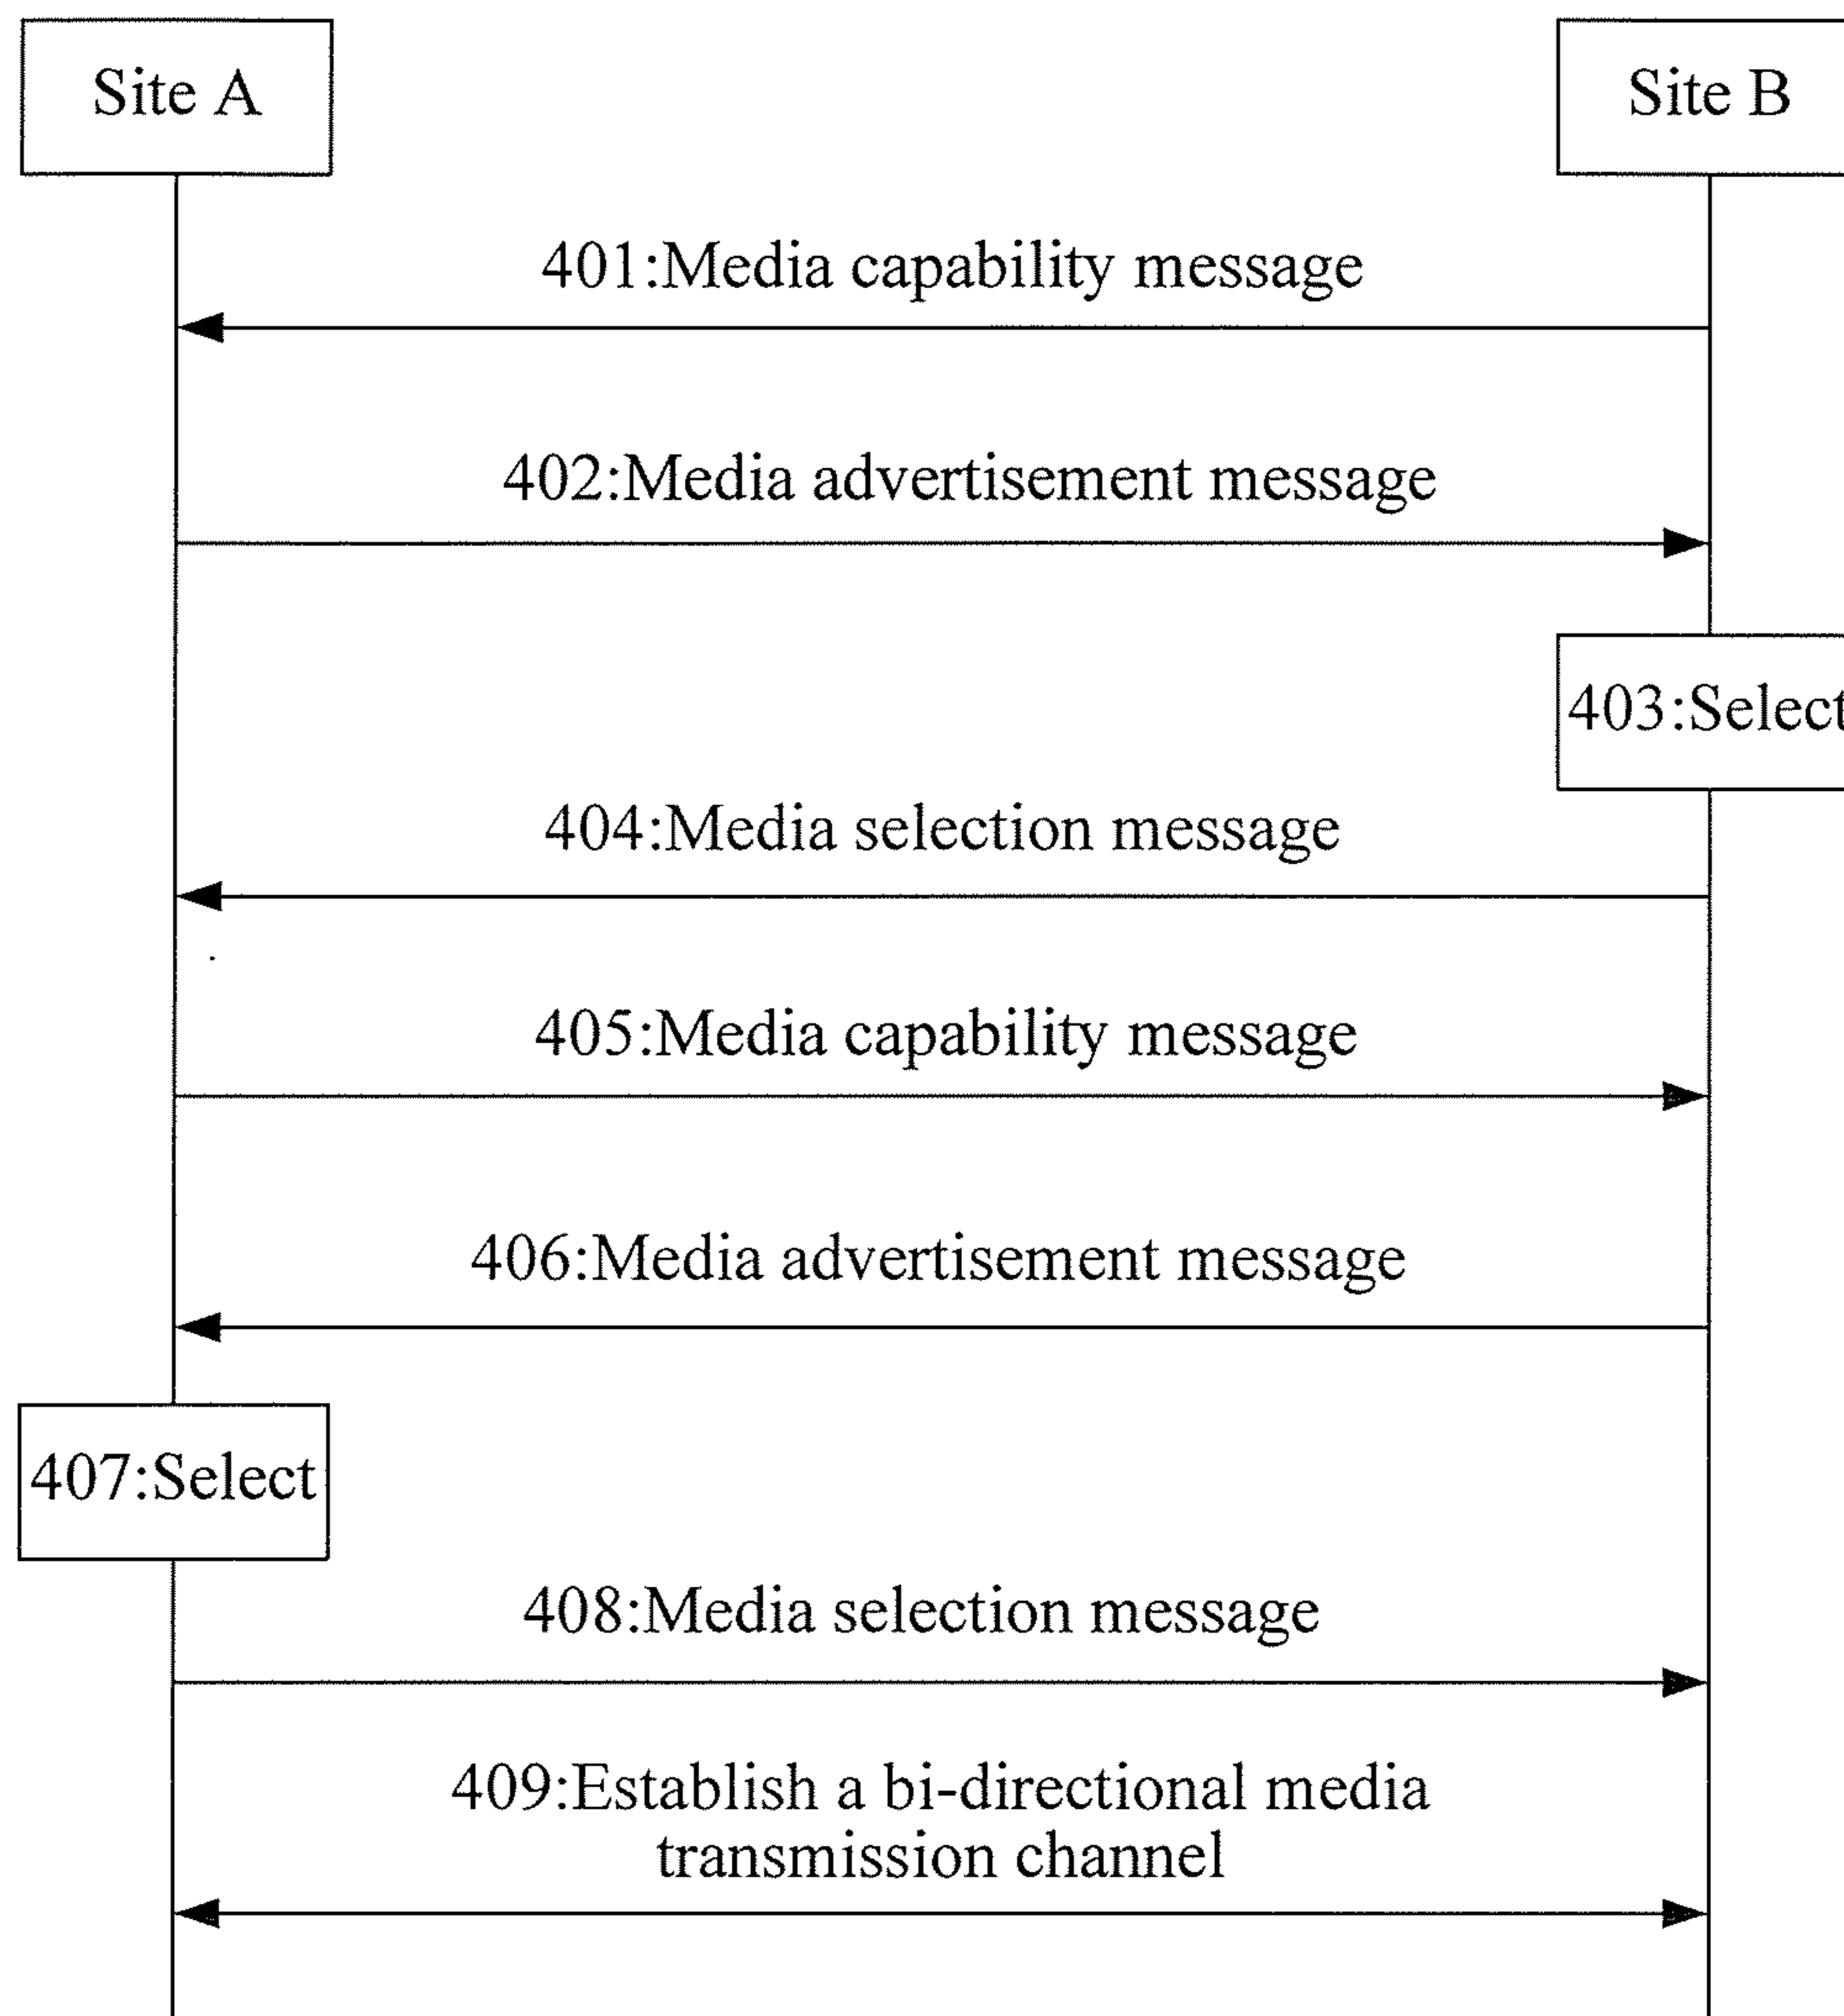 Site A
Site B
401:Media capability message
402:Media advertisement message
403:Select
404:Media selection message
405:Media capability message
406:Media advertisement message
407:Select
408:Media selection message
409:Establish a bi-directional media
transmission channel